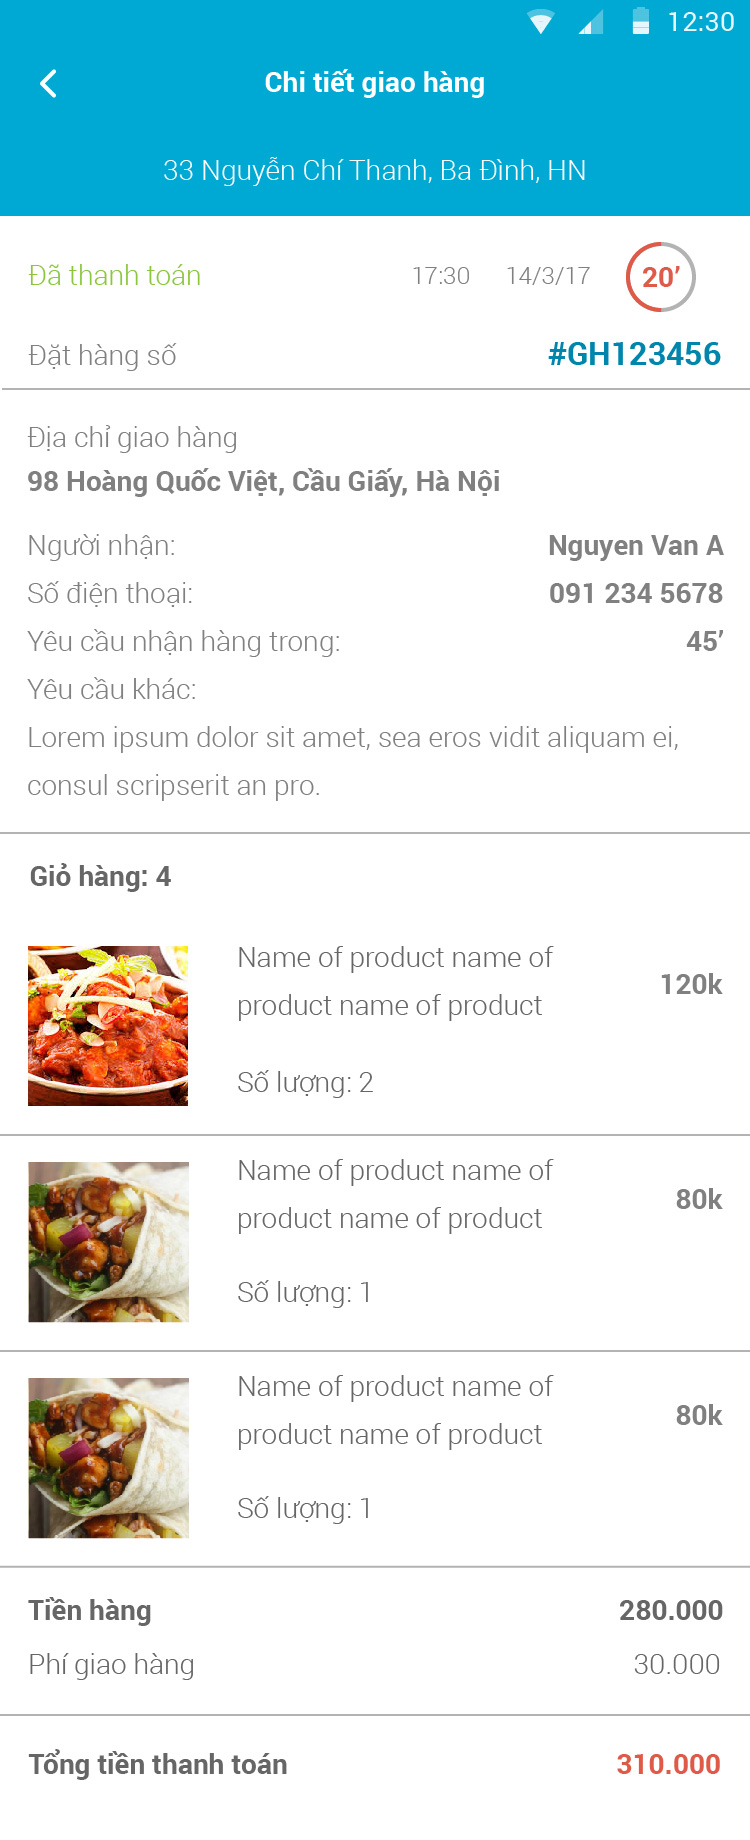 12:30
Chi tiết giao hàng
33 Nguyễn Chí Thanh, Ba Đình, HN
Đã thanh toán 17:30 14/3/17 20’
Đặt hàng số #GH123456
Địa chỉ giao hàng
98 Hoàng Quốc Việt, Cầu Giấy, Hà Nội
Người nhận: Nguyen Van A
Số điện thoại: 091 234 5678
Yêu cầu nhận hàng trong: 45’
Yêu cầu khác:
Lorem ipsum dolor sit amet, sea eros vidit aliquam ei,
consul scripserit an pro.
Giỏ hàng: 4
Name of product name of
product name of product
120k
Số lượng: 2
Name of product name of
product name of product
80k
Số lượng: 1
Name of product name of
product name of product
80k
Số lượng: 1
Tiền hàng 280.000
Phí giao hàng 30.000
Tổng tiền thanh toán 310.000